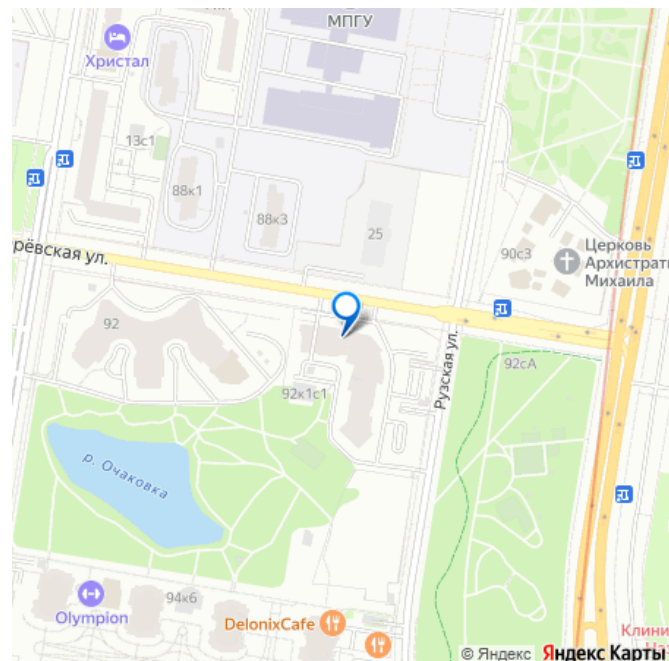 МПГУ
Христал
13с1
88к1
88к3
25
90с3
Церковь
Архистрати
Михаила
рёвская ул.
92
92к1с1
Рузская ул.
92сА
р. Очаковка
94к6
Olympion
DelonixCafe
Клини
© Яндекс Яндекс Карты